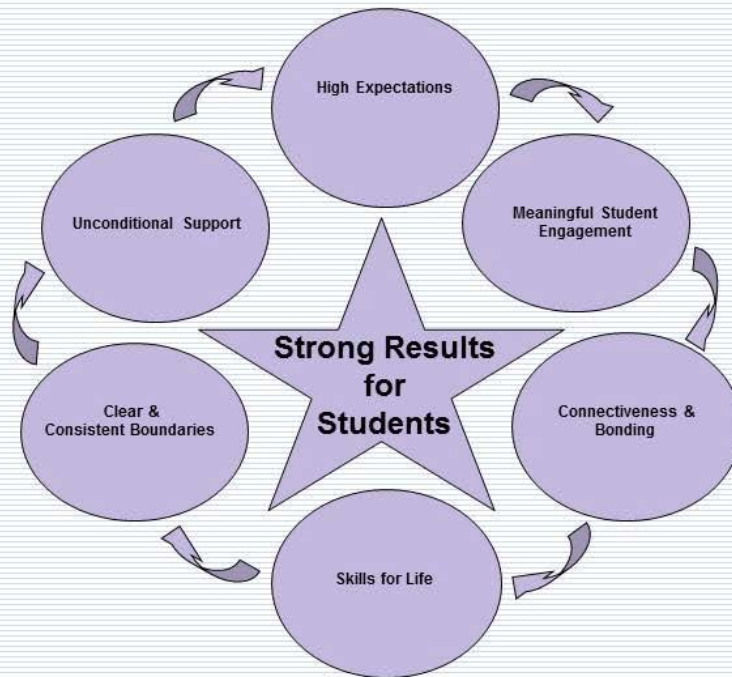 High Expectations
Meaningful Student
Engagement
Connectiveness &
Bonding
Skills for Life
Clear &
Consistent Boundaries
Unconditional Support
Strong Results
for
Students